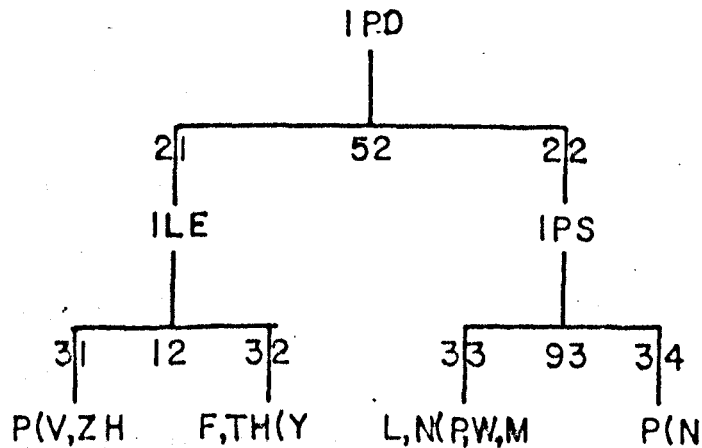 IPD
21 52 22
ILE IPS
31 12 32 33 93 34
P(V,ZH F,TH(Y L,N(P,W,M P(N